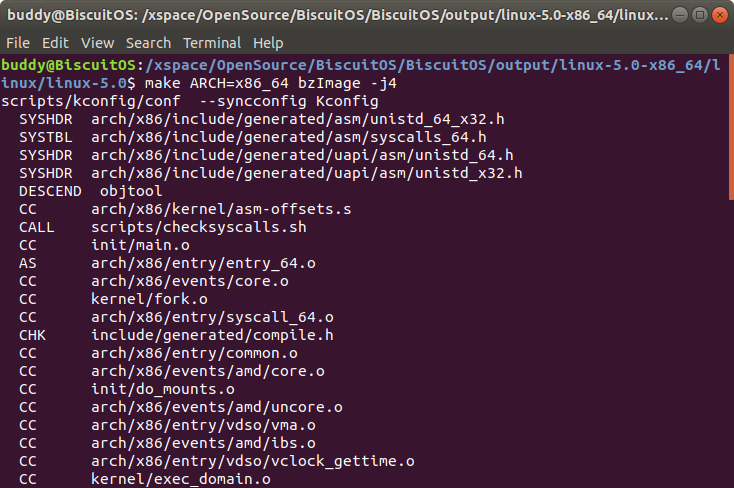 buddy@BiscuitOS: /xspace/OpenSource/BiscuitOS/BiscuitOS/output/linux-5.0-x86_64/linux...
File Edit View Search Terminal Help
buddy@BiscuitOS:/xspace/OpenSource/BiscuitOS/BiscuitOS/output/linux-5.0-x86_64/l
inux/linux-5.0$ make ARCH=x86_64 bzImage -j4
scripts/kconfig/conf  --syncconfig Kconfig
  SYSHDR  arch/x86/include/generated/asm/unistd_64_x32.h
  SYSTBL  arch/x86/include/generated/asm/syscalls_64.h
  SYSHDR  arch/x86/include/generated/uapi/asm/unistd_64.h
  SYSHDR  arch/x86/include/generated/uapi/asm/unistd_x32.h
  DESCEND  objtool
  CC      arch/x86/kernel/asm-offsets.s
  CALL    scripts/checksyscalls.sh
  CC      init/main.o
  AS      arch/x86/entry/entry_64.o
  CC      arch/x86/events/core.o
  CC      kernel/fork.o
  CC      arch/x86/entry/syscall_64.o
  CHK     include/generated/compile.h
  CC      arch/x86/entry/common.o
  CC      arch/x86/events/amd/core.o
  CC      init/do_mounts.o
  CC      arch/x86/events/amd/uncore.o
  CC      arch/x86/entry/vdso/vma.o
  CC      arch/x86/events/amd/ibs.o
  CC      arch/x86/entry/vdso/vclock_gettime.o
  CC      kernel/exec_domain.o